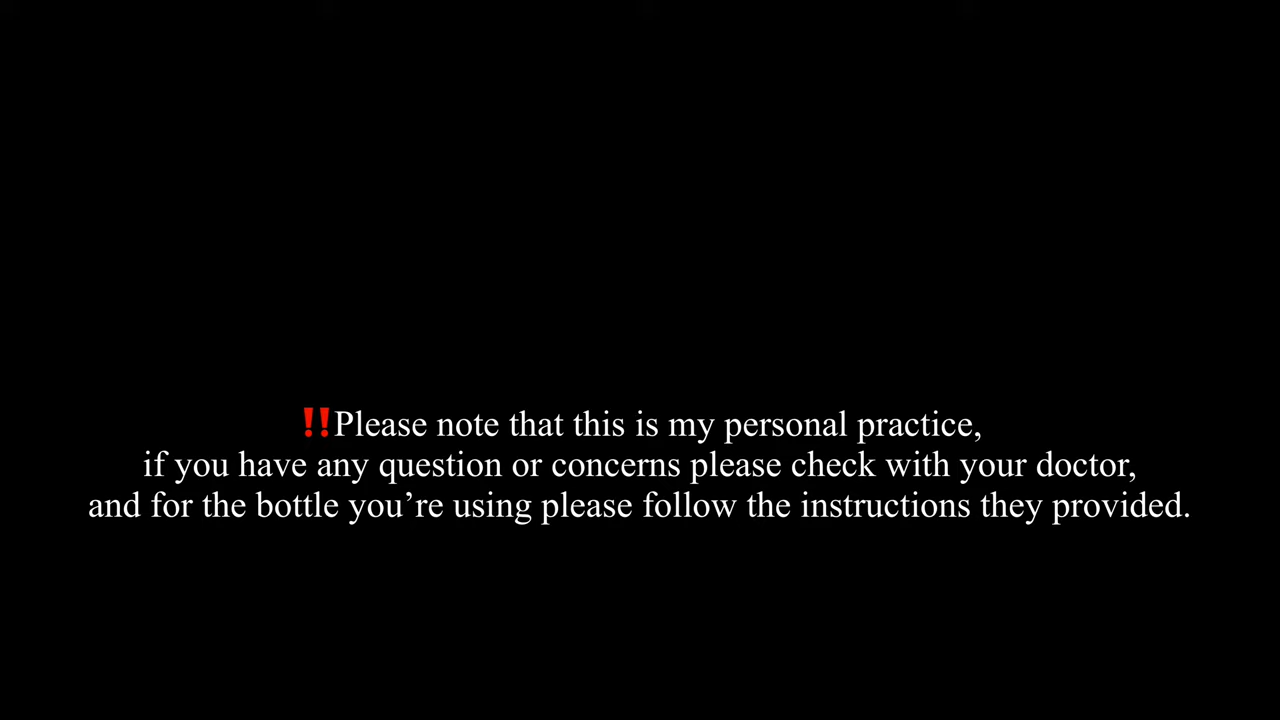 ‼️Please note that this is my personal practice,
if you have any question or concerns please check with your doctor,
and for the bottle you’re using please follow the instructions they provided.